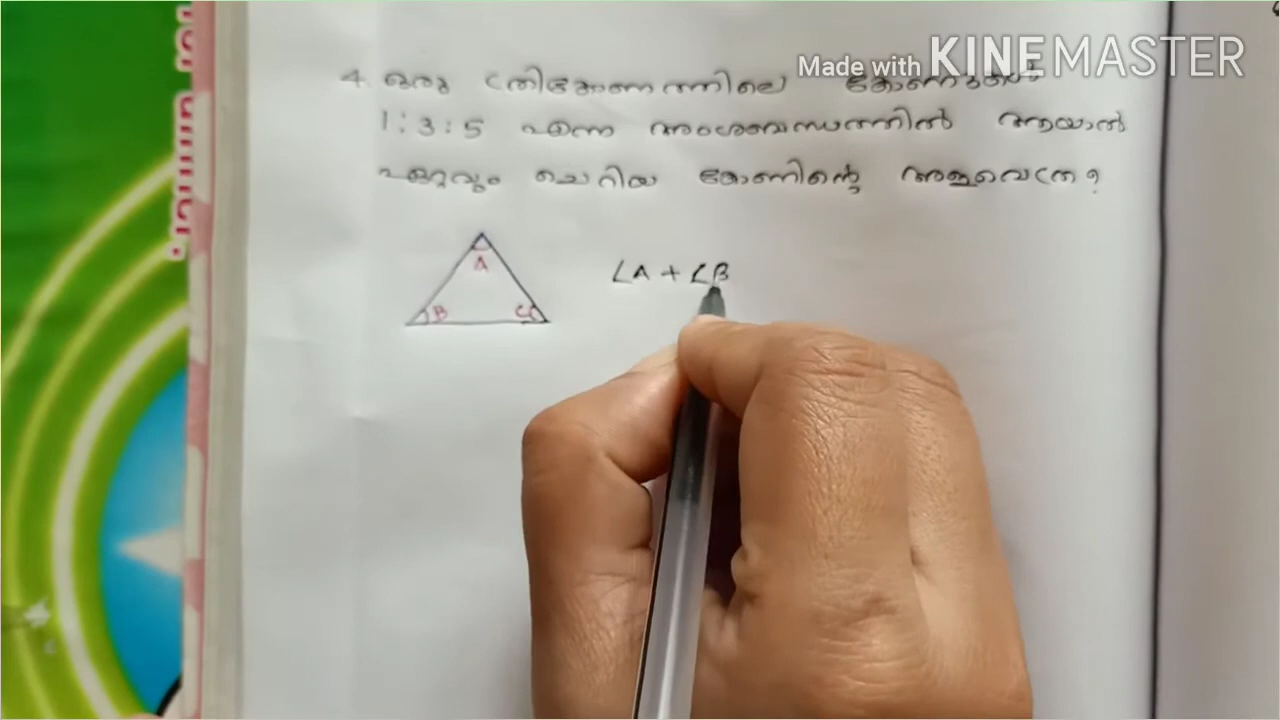 Made with KINEMASTER
4. ഒരു ത്രികോണത്തിലെ കോണുകൾ
1:3:5 എന്ന അംശബന്ധത്തിൽ ആയാൽ
ഏറ്റവും ചെറിയ കോണിന്റെ അളവെത്ര?
∠A + ∠B
A
B C